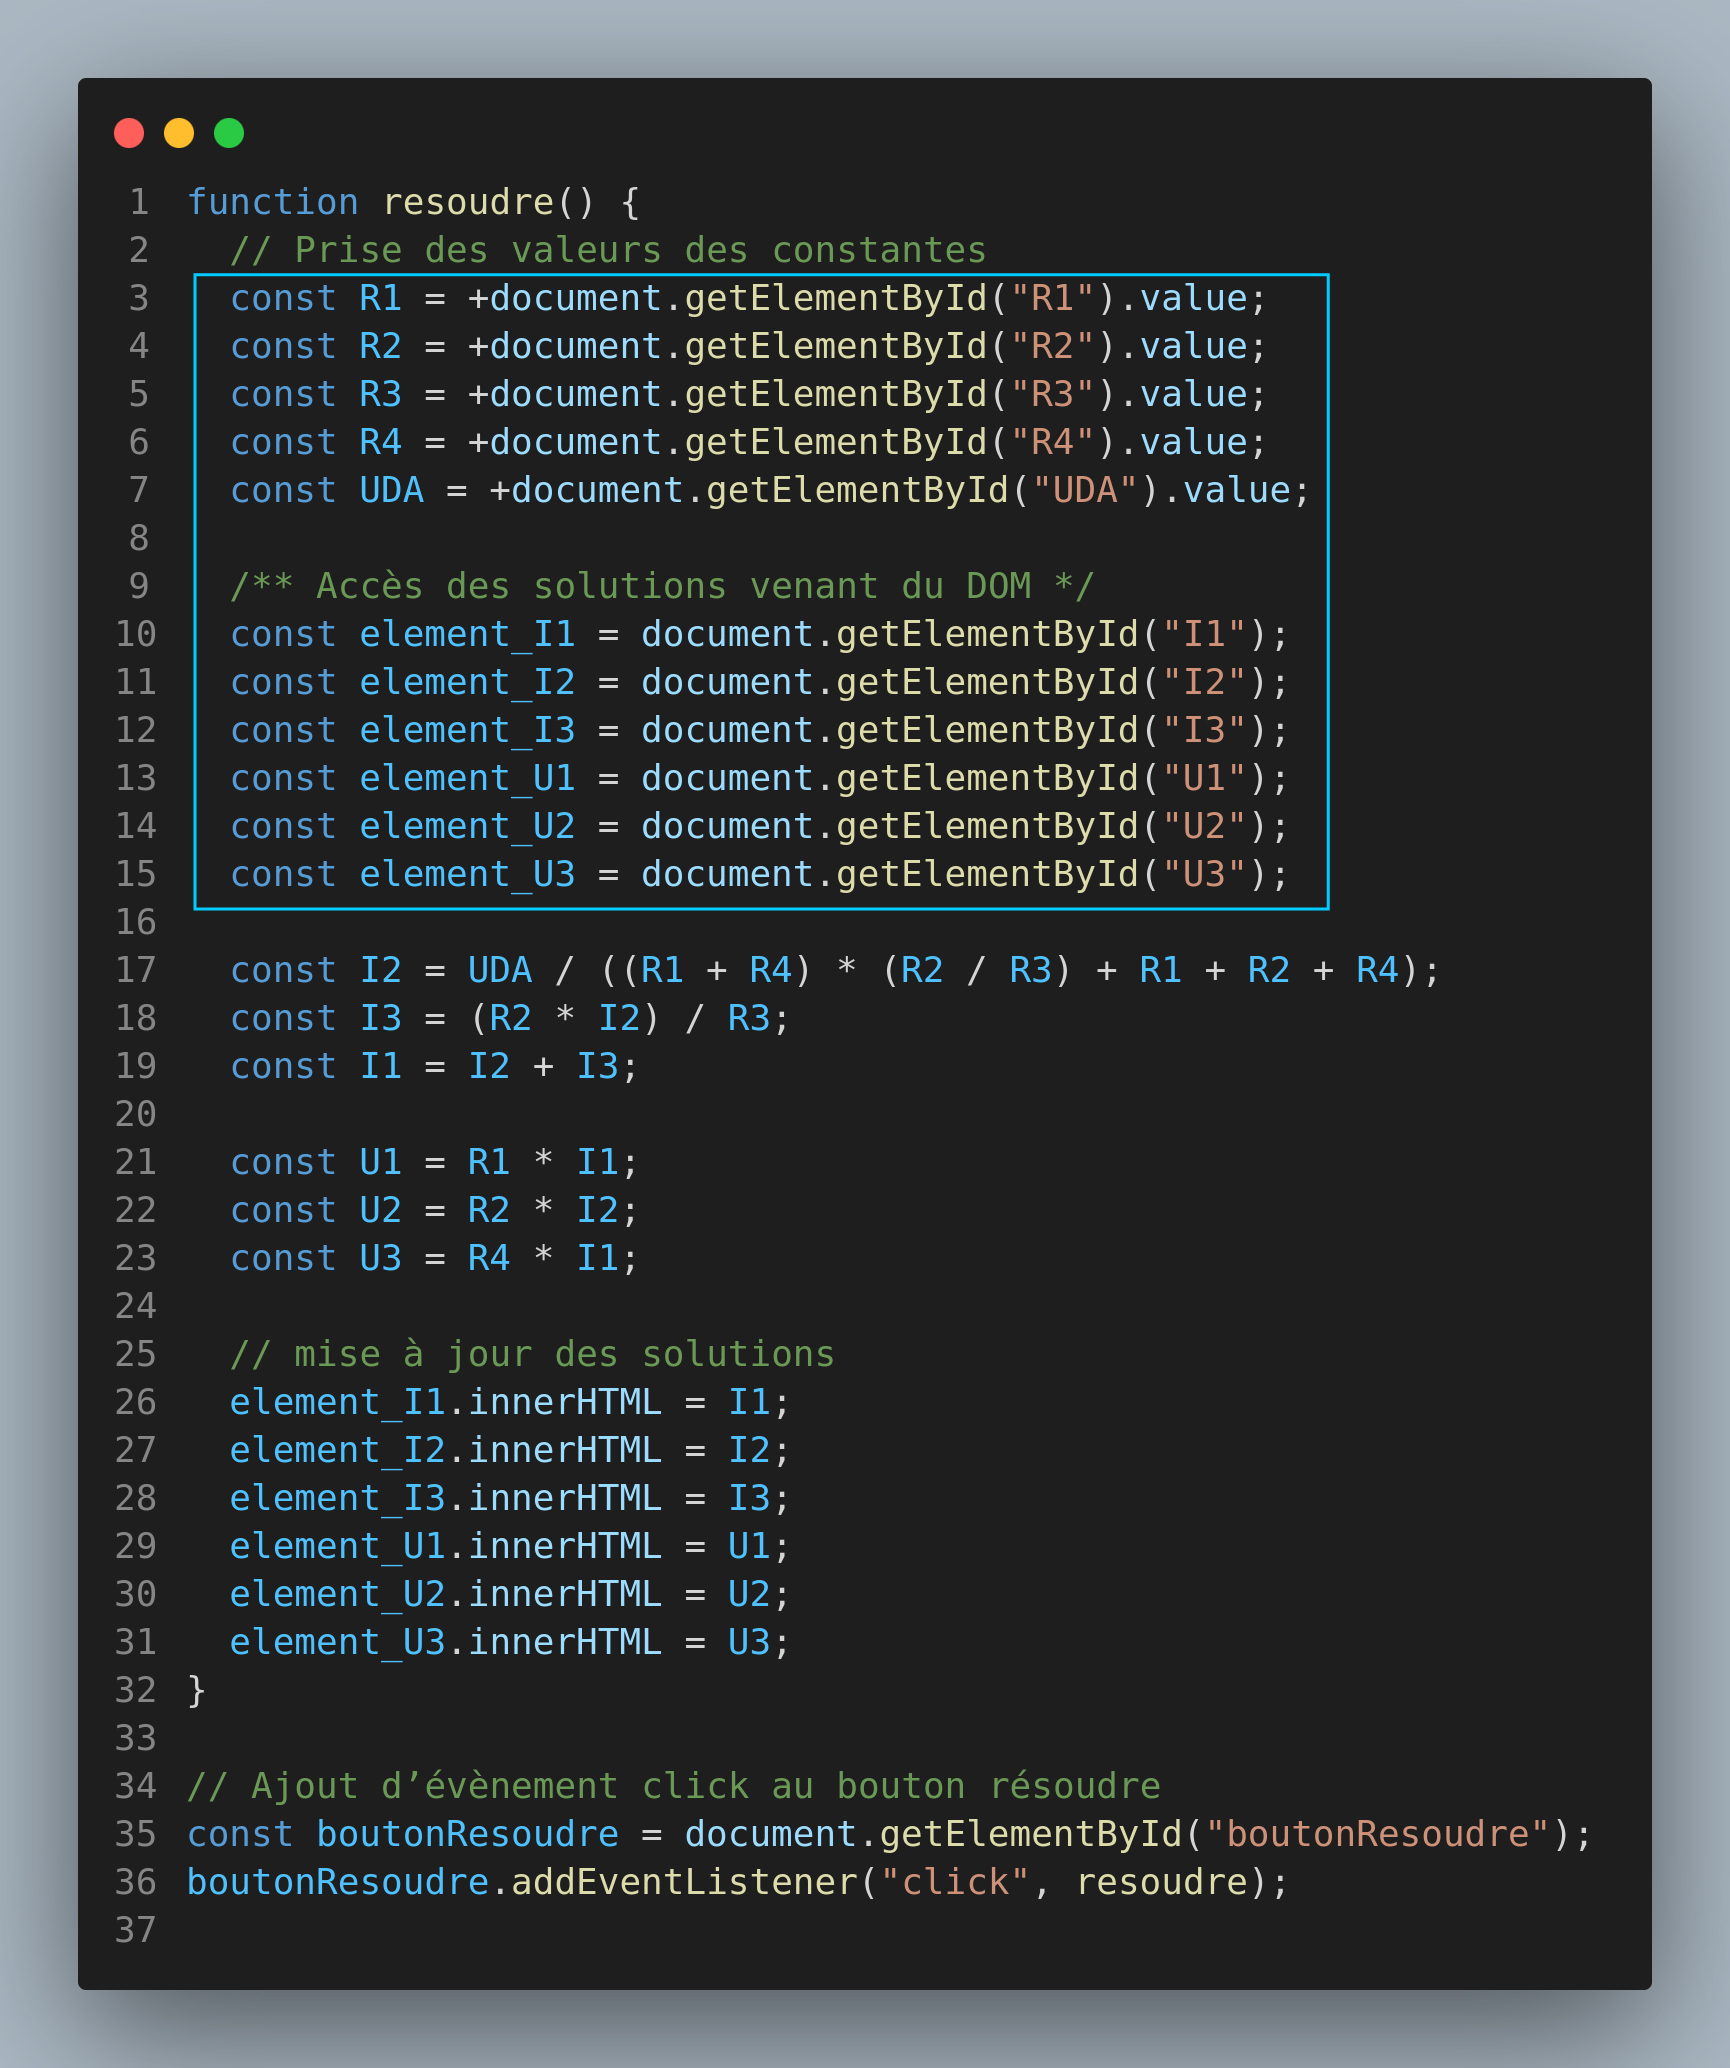 1 function resoudre() {
2 // Prise des valeurs des constantes
3 const R1 = +document.getElementById("R1").value;
4 const R2 = +document.getElementById("R2").value;
5 const R3 = +document.getElementById("R3").value;
6 const R4 = +document.getElementById("R4").value;
7 const UDA = +document.getElementById("UDA").value;
8
9 /** Accès des solutions venant du DOM */
10 const element_I1 = document.getElementById("I1");
11 const element_I2 = document.getElementById("I2");
12 const element_I3 = document.getElementById("I3");
13 const element_U1 = document.getElementById("U1");
14 const element_U2 = document.getElementById("U2");
15 const element_U3 = document.getElementById("U3");
16
17 const I2 = UDA / ((R1 + R4) * (R2 / R3) + R1 + R2 + R4);
18 const I3 = (R2 * I2) / R3;
19 const I1 = I2 + I3;
20
21 const U1 = R1 * I1;
22 const U2 = R2 * I2;
23 const U3 = R4 * I1;
24
25 // mise à jour des solutions
26 element_I1.innerHTML = I1;
27 element_I2.innerHTML = I2;
28 element_I3.innerHTML = I3;
29 element_U1.innerHTML = U1;
30 element_U2.innerHTML = U2;
31 element_U3.innerHTML = U3;
32 }
33
34 // Ajout d’évènement click au bouton résoudre
35 const boutonResoudre = document.getElementById("boutonResoudre");
36 boutonResoudre.addEventListener("click", resoudre);
37